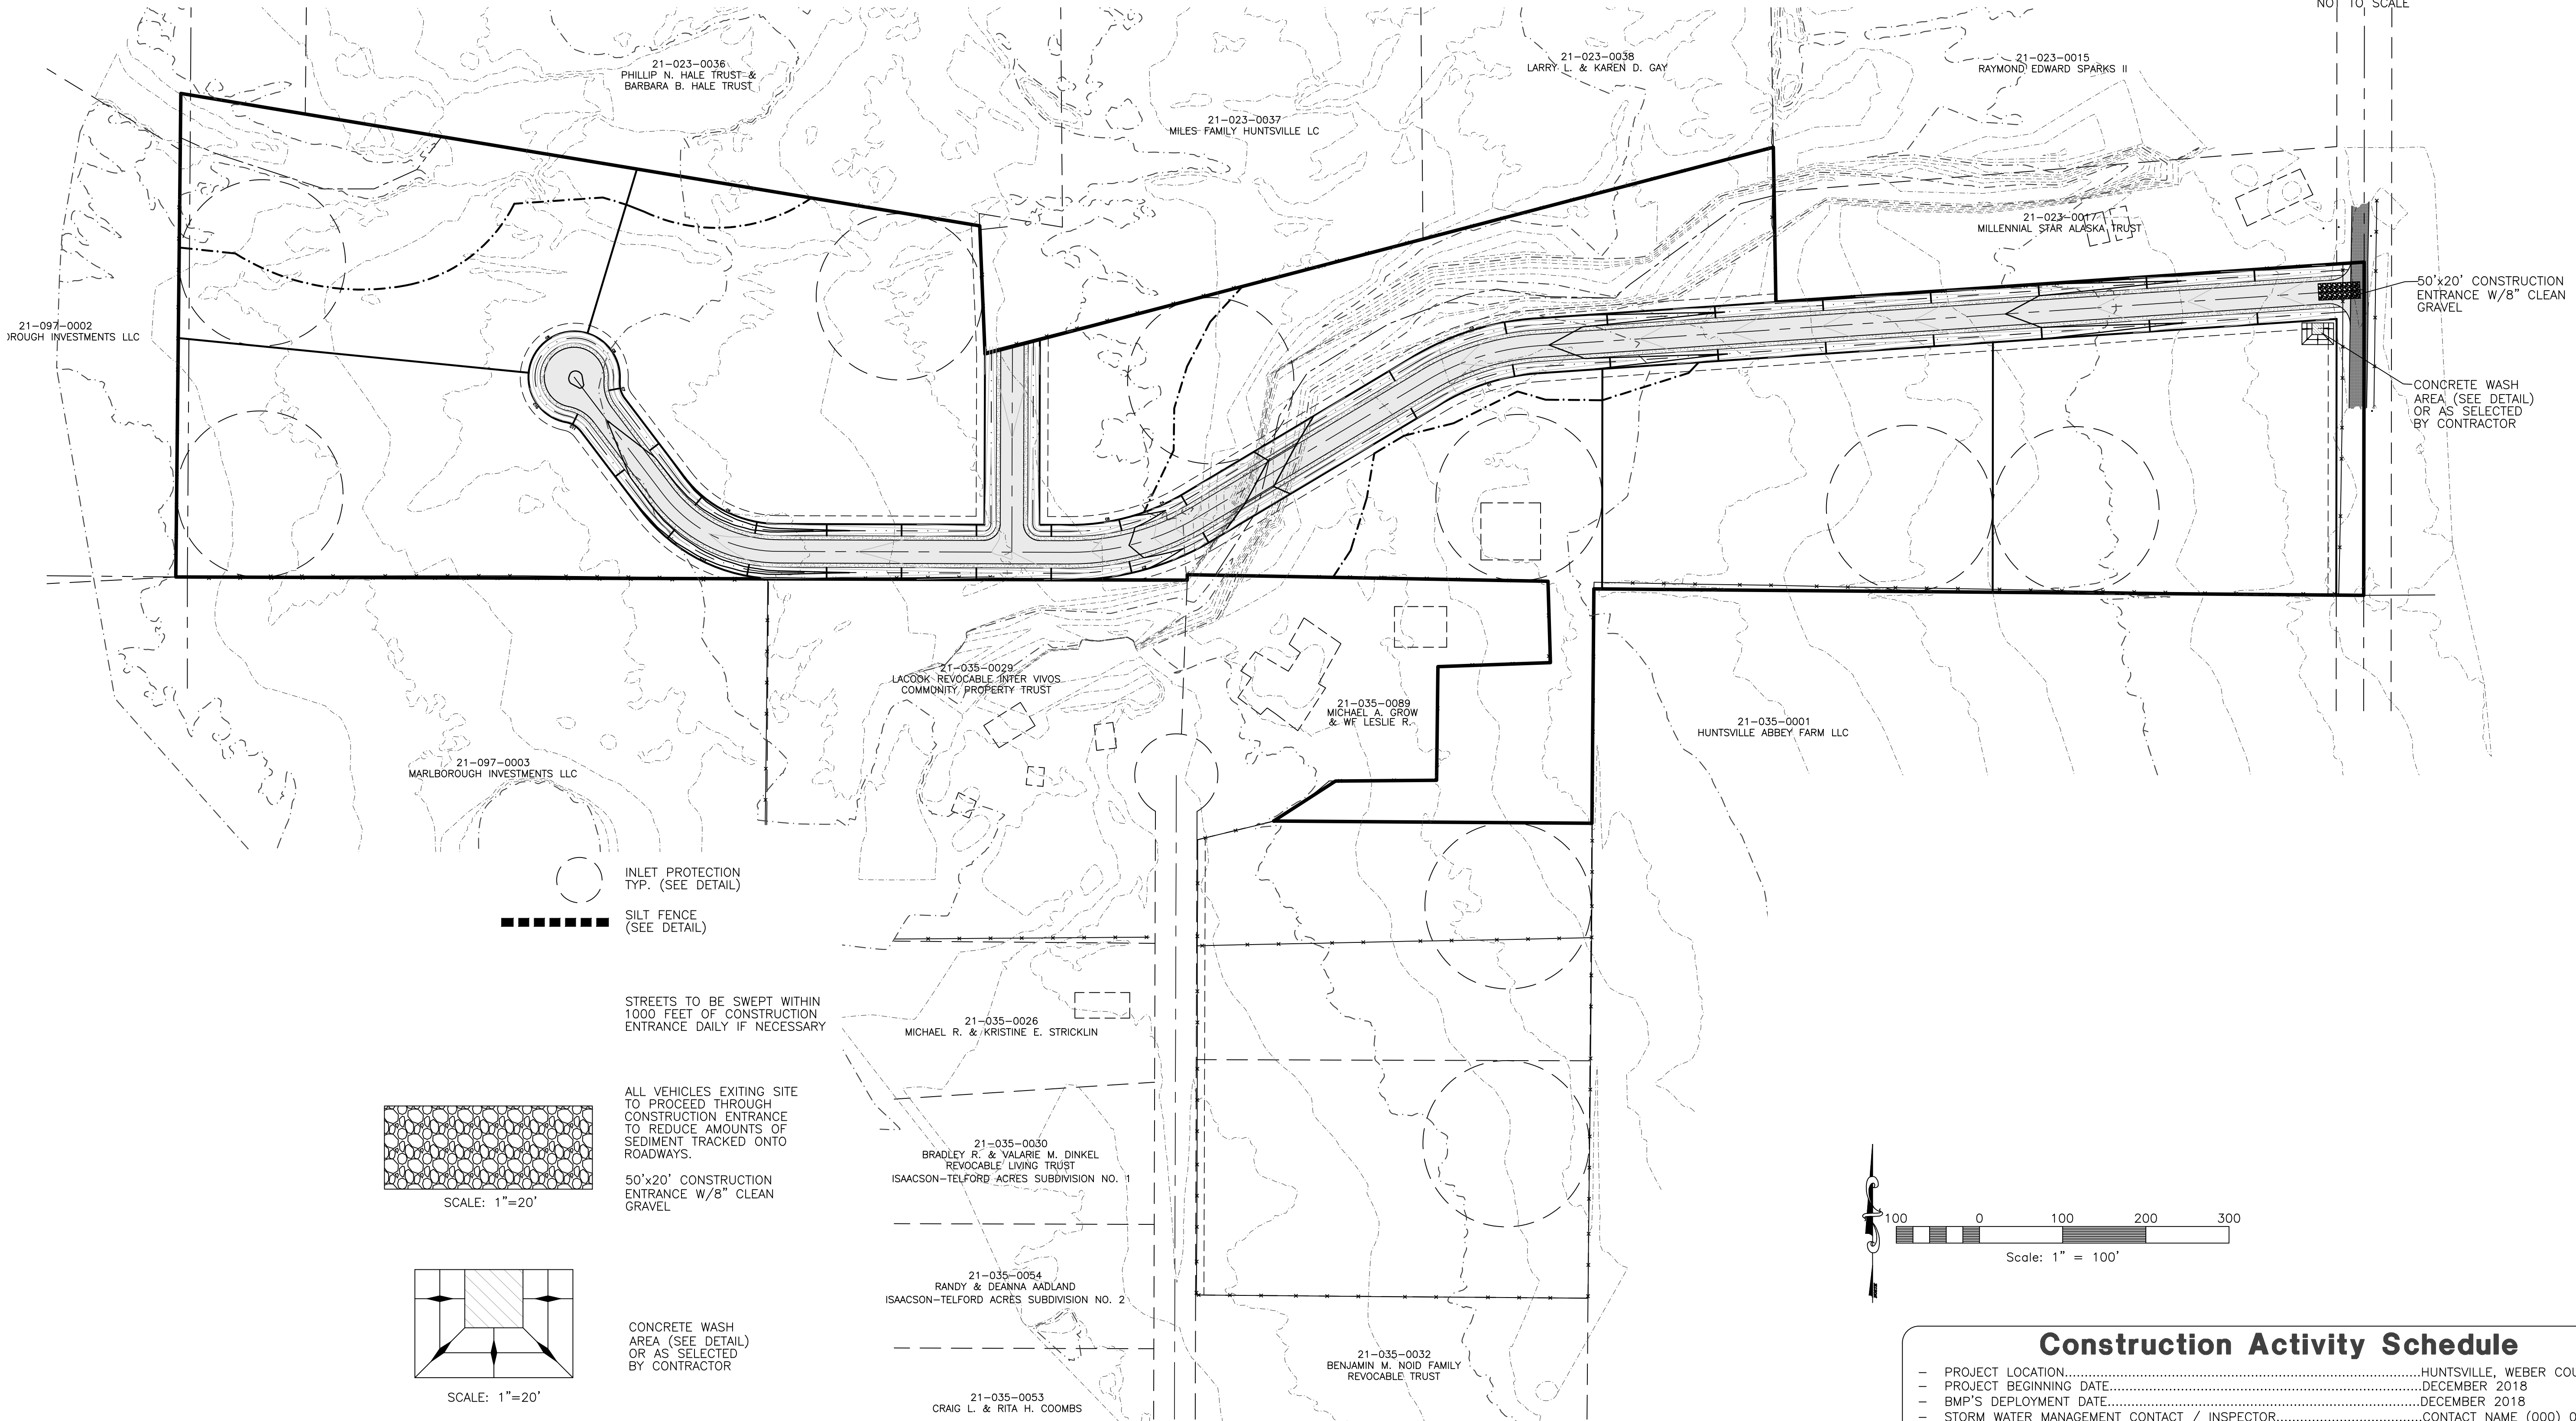 NOT TO SCALE
21-023-0036
PHILLIP N. HALE TRUST &
BARBARA B. HALE TRUST
21-023-0037
MILES FAMILY HUNTSVILLE LC
21-023-0038
LARRY L. & KAREN D. GAY
21-023-0015
RAYMOND EDWARD SPARKS II
21-023-0017
MILLENNIAL STAR ALASKA TRUST
50'x20' CONSTRUCTION
ENTRANCE W/8" CLEAN
GRAVEL
CONCRETE WASH
AREA (SEE DETAIL)
OR AS SELECTED
BY CONTRACTOR
21-097-0002
OROUGH INVESTMENTS LLC
21-097-0003
MARLBOROUGH INVESTMENTS LLC
21-035-0029
LACOOK REVOCABLE INTER VIVOS
COMMUNITY PROPERTY TRUST
21-035-0089
MICHAEL A. GROW
& WF LESLIE R.
21-035-0001
HUNTSVILLE ABBEY FARM LLC
INLET PROTECTION
TYP. (SEE DETAIL)
SILT FENCE
(SEE DETAIL)
STREETS TO BE SWEPT WITHIN
1000 FEET OF CONSTRUCTION
ENTRANCE DAILY IF NECESSARY
ALL VEHICLES EXITING SITE
TO PROCEED THROUGH
CONSTRUCTION ENTRANCE
TO REDUCE AMOUNTS OF
SEDIMENT TRACKED ONTO
ROADWAYS.
50'x20' CONSTRUCTION
ENTRANCE W/8" CLEAN
GRAVEL
SCALE: 1"=20'
CONCRETE WASH
AREA (SEE DETAIL)
OR AS SELECTED
BY CONTRACTOR
SCALE: 1"=20'
21-035-0026
MICHAEL R. & KRISTINE E. STRICKLIN
21-035-0030
BRADLEY R. & VALARIE M. DINKEL
REVOCABLE LIVING TRUST
ISAACSON-TELFORD ACRES SUBDIVISION NO. 1
21-035-0054
RANDY & DEANNA AADLAND
ISAACSON-TELFORD ACRES SUBDIVISION NO. 2
21-035-0053
CRAIG L. & RITA H. COOMBS
21-035-0032
BENJAMIN M. NOID FAMILY
REVOCABLE TRUST
100 0 100 200 300
Scale: 1" = 100'
Construction Activity Schedule
- PROJECT LOCATION....HUNTSVILLE, WEBER COU
- PROJECT BEGINNING DATE....DECEMBER 2018
- BMP'S DEPLOYMENT DATE....DECEMBER 2018
- STORM WATER MANAGEMENT CONTACT / INSPECTOR....CONTACT NAME (000)